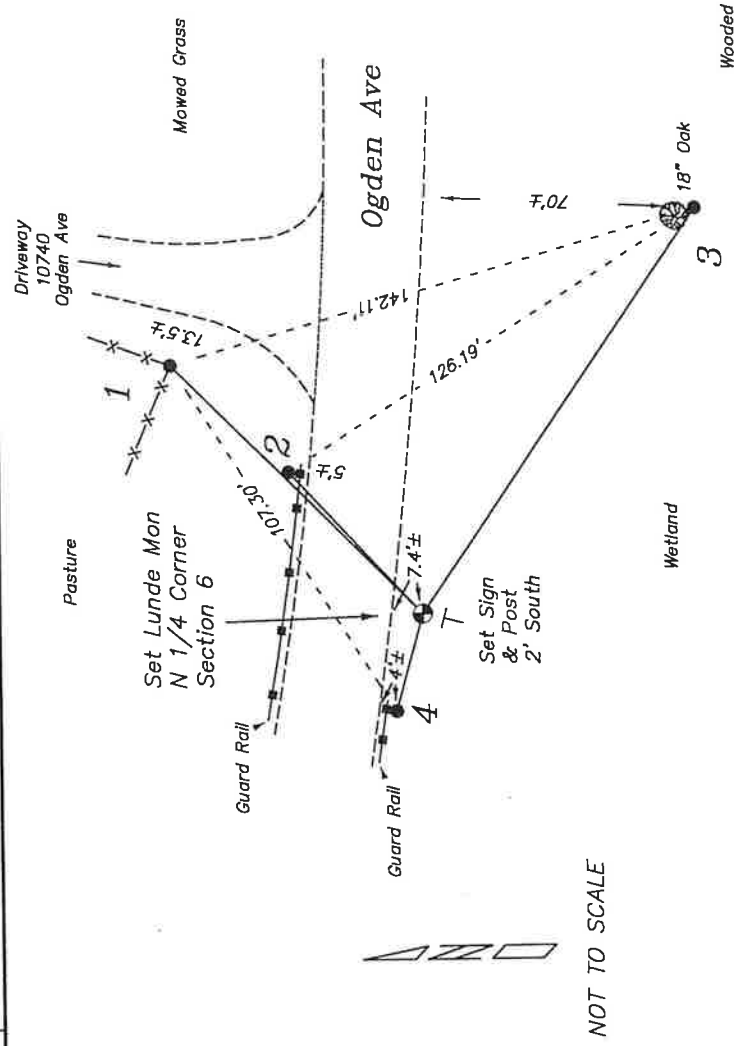 Driveway
10740
Ogden Ave
Mowed Grass
Pasture
13.5'±
1
Ogden Ave
2
5'±
107.30'
142.11'
126.19'
70'±
18" Oak
3
Wooded
Set Lunde Mon
N 1/4 Corner
Section 6
Guard Rail
7.4'±
4'±
4
T
Set Sign
& Post
2' South
Wetland
Guard Rail
NOT TO SCALE